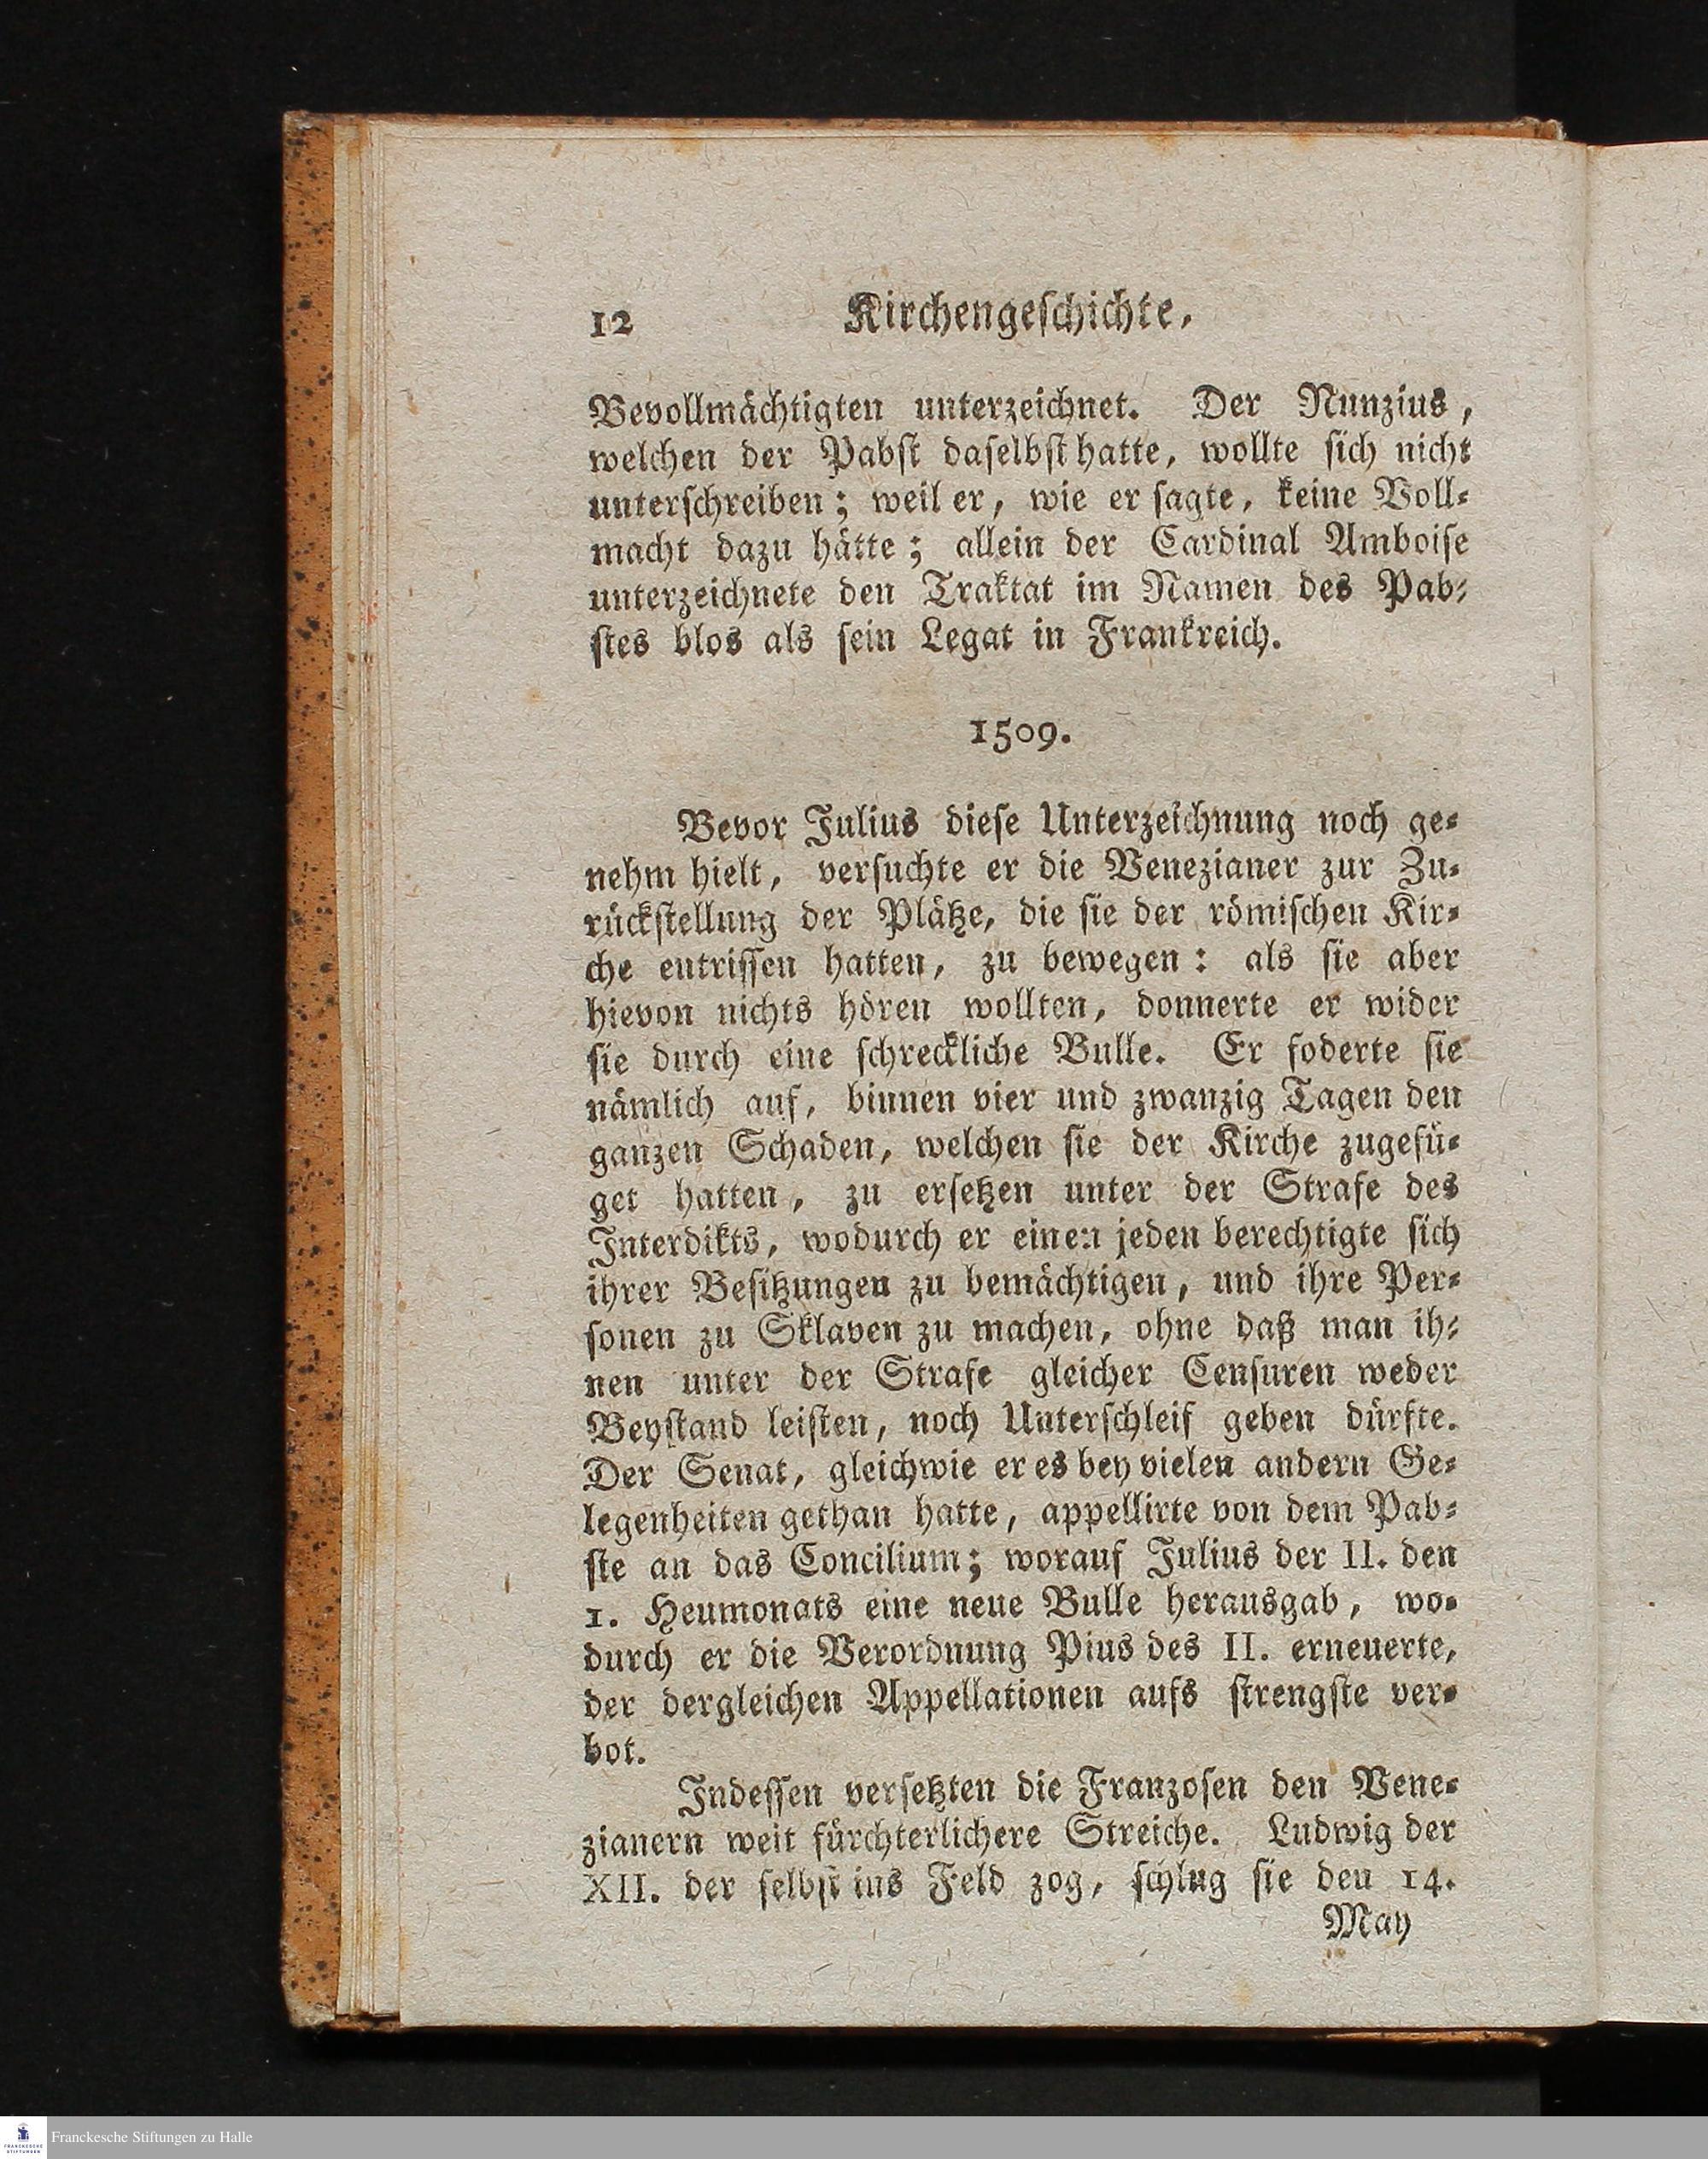 12 Kirchengeschichte,
Bevollmächtigten unterzeichnet. Der Nunzius,
welchen der Pabst daselbst hatte, wollte sich nicht
unterschreiben; weil er, wie er sagte, keine Voll-
macht dazu hätte; allein der Cardinal Amboise
unterzeichnete den Traktat im Namen des Pab-
stes blos als sein Legat in Frankreich.
1509.
Bevor Julius diese Unterzeichnung noch ge-
nehm hielt, versuchte er die Venezianer zur Zu-
rückstellung der Plätze, die sie der römischen Kir-
che entrissen hatten, zu bewegen: als sie aber
hievon nichts hören wollten, donnerte er wider
sie durch eine schreckliche Bulle. Er foderte sie
nämlich auf, binnen vier und zwanzig Tagen den
ganzen Schaden, welchen sie der Kirche zugefü-
get hatten, zu ersetzen unter der Strafe des
Interdikts, wodurch er einen jeden berechtigte sich
ihrer Besitzungen zu bemächtigen, und ihre Per-
sonen zu Sklaven zu machen, ohne daß man ih-
nen unter der Strafe gleicher Censuren weder
Beystand leisten, noch Unterschleif geben dürfte.
Der Senat, gleichwie er es bey vielen andern Ge-
legenheiten gethan hatte, appellirte von dem Pab-
ste an das Concilium; worauf Julius der II. den
1. Heumonats eine neue Bulle herausgab, wo-
durch er die Verordnung Pius des II. erneuerte,
der dergleichen Appellationen aufs strengste ver-
bot.
Indessen versetzten die Franzosen den Vene-
zianern weit fürchterlichere Streiche. Ludwig der
XII. der selbst ins Feld zog, schlug sie den 14.
May
FRANCKESCHE
STIFTUNGEN
Franckesche Stiftungen zu Halle